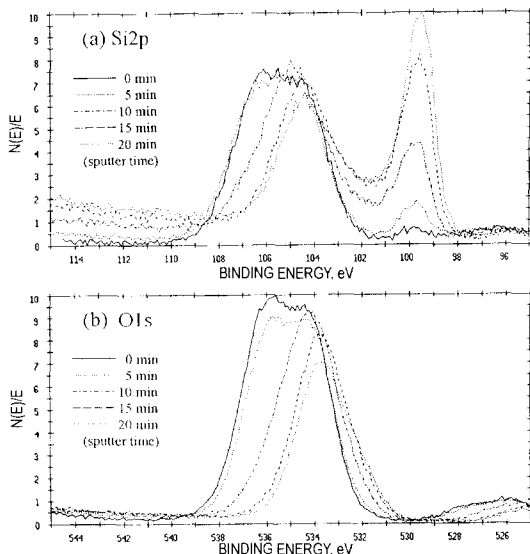 (a) Si2p
0 min
5 min
10 min
15 min
20 min
(sputter time)
N(E)/E
10
9
8
7
6
5
4
3
2
1
0
114 112 110 108 106 104 102 100 98 96
BINDING ENERGY, eV
(b) O1s
0 min
5 min
10 min
15 min
20 min
(sputter time)
N(E)/E
10
9
8
7
6
5
4
3
2
1
0
544 542 540 538 536 534 532 530 528 526
BINDING ENERGY, eV